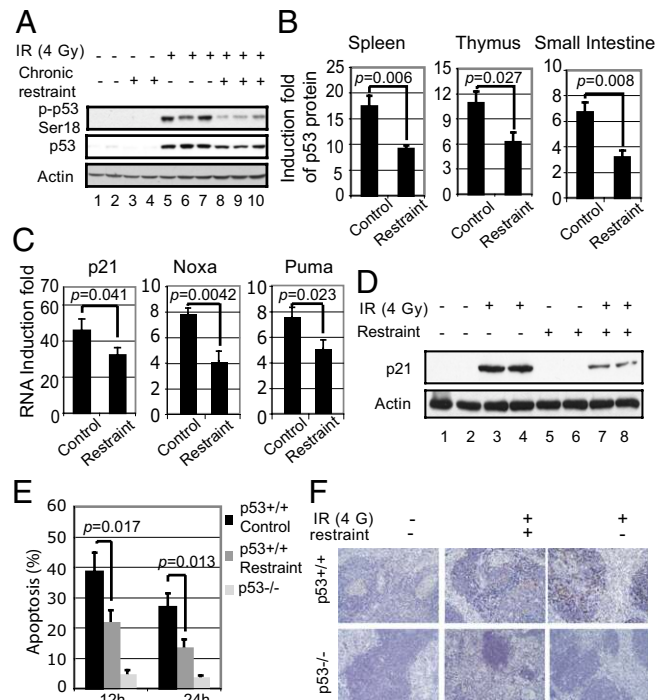 A
IR (4 Gy) - - - - + + + + + +
Chronic restraint - - + + - - - + + +
p-p53 Ser18
p53
Actin
1 2 3 4 5 6 7 8 9 10
B
Spleen Thymus Small Intestine
Induction fold of p53 protein
p=0.006
25
20
15
10
5
0
Control Restraint
p=0.027
15
12
9
6
3
0
Control Restraint
p=0.008
10
8
6
4
2
0
Control Restraint
C
p21 Noxa Puma
RNA Induction fold
70
60
40
20
0
p=0.041
Control Restraint
10
8
6
4
2
0
p=0.0042
Control Restraint
10
8
6
4
2
0
p=0.023
Control Restraint
D
IR (4 Gy) - - + + - - + +
Restraint - - - - + + + +
p21
Actin
1 2 3 4 5 6 7 8
E
Apoptosis (%)
60
50
40
30
20
10
0
p=0.017
p=0.013
p53+/+ Control
p53+/+ Restraint
p53-/-
12h 24h
F
IR (4 G) - + +
restraint - + -
p53+/+
p53-/-